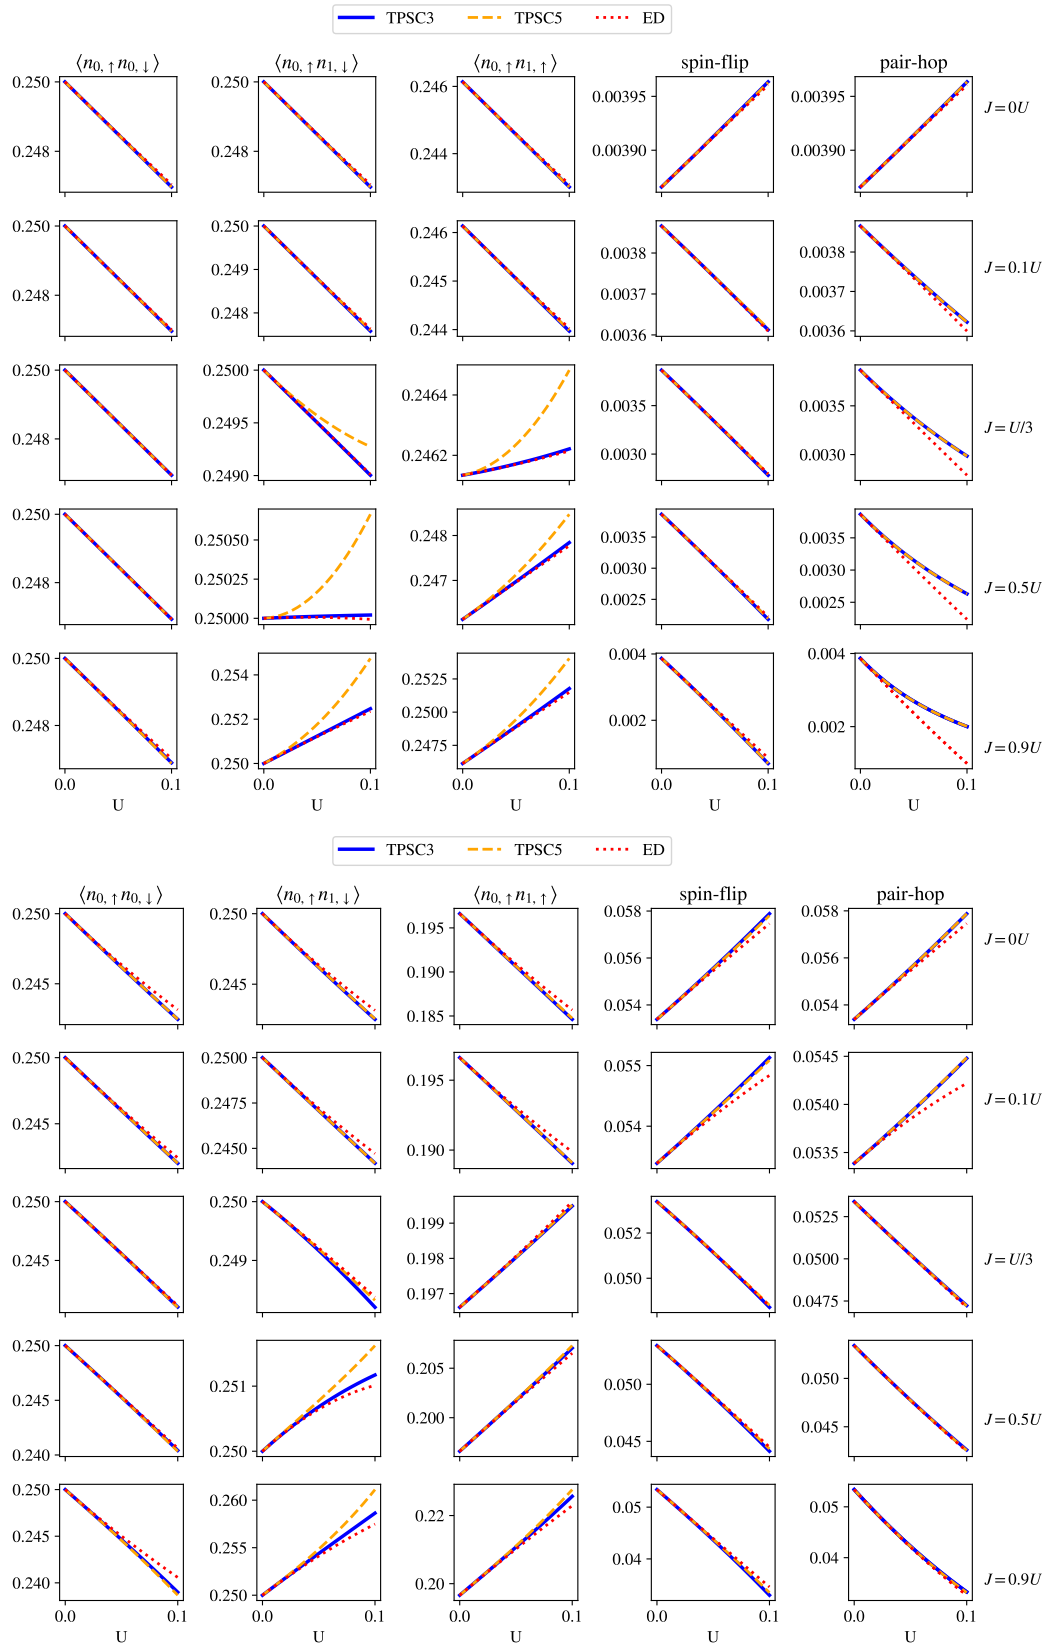 TPSC3 TPSC5 ED
⟨n0,↑n0,↓⟩ ⟨n0,↑n1,↓⟩ ⟨n0,↑n1,↑⟩ spin-flip pair-hop
0.250 0.250 0.246 0.00395 0.00395 J=0U
0.248 0.248 0.244 0.00390 0.00390
0.250 0.250 0.246 0.0038 0.0038 J=0.1U
0.249 0.245 0.0037 0.0037
0.248 0.248 0.244 0.0036 0.0036
0.250 0.2500 0.2464 0.0035 0.0035 J=U/3
0.248 0.2495 0.2462 0.0030 0.0030
0.2490
0.250 0.25050 0.248 0.0035 0.0035 J=0.5U
0.25025 0.247 0.0030 0.0030
0.248 0.25000 0.0025 0.0025
0.250 0.254 0.2525 0.004 0.004 J=0.9U
0.248 0.252 0.2500 0.002 0.002
0.250 0.2475
0.0 0.1 0.0 0.1 0.0 0.1 0.0 0.1 0.0 0.1
U U U U U
TPSC3 TPSC5 ED
⟨n0,↑n0,↓⟩ ⟨n0,↑n1,↓⟩ ⟨n0,↑n1,↑⟩ spin-flip pair-hop
0.250 0.250 0.195 0.058 0.058 J=0U
0.245 0.245 0.190 0.056 0.056
0.185 0.054 0.054
0.250 0.2500 0.195 0.055 0.0545 J=0.1U
0.245 0.2475 0.190 0.054 0.0540
0.2450 0.0535
0.250 0.250 0.199 0.052 0.0525 J=U/3
0.245 0.249 0.198 0.050 0.0500
0.197 0.0475
0.250 0.251 0.205 0.050 0.050 J=0.5U
0.245 0.250 0.200 0.045 0.045
0.240
0.250 0.260 0.22 0.05 0.05 J=0.9U
0.245 0.255 0.20 0.04 0.04
0.240 0.250
0.0 0.1 0.0 0.1 0.0 0.1 0.0 0.1 0.0 0.1
U U U U U